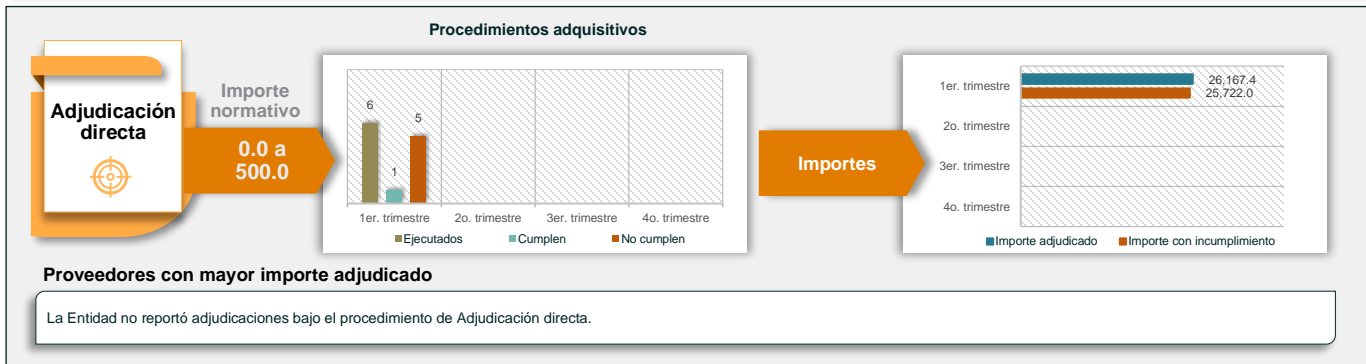 Procedimientos adquisitivos
Adjudicación
directa
Importe
normativo
0.0 a
500.0
6
1
5
1er. trimestre
2o. trimestre
3er. trimestre
4o. trimestre
Ejecutados
Cumplen
No cumplen
Importes
1er. trimestre
26,167.4
25,722.0
2o. trimestre
3er. trimestre
4o. trimestre
Importe adjudicado
Importe con incumplimiento
Proveedores con mayor importe adjudicado
La Entidad no reportó adjudicaciones bajo el procedimiento de Adjudicación directa.